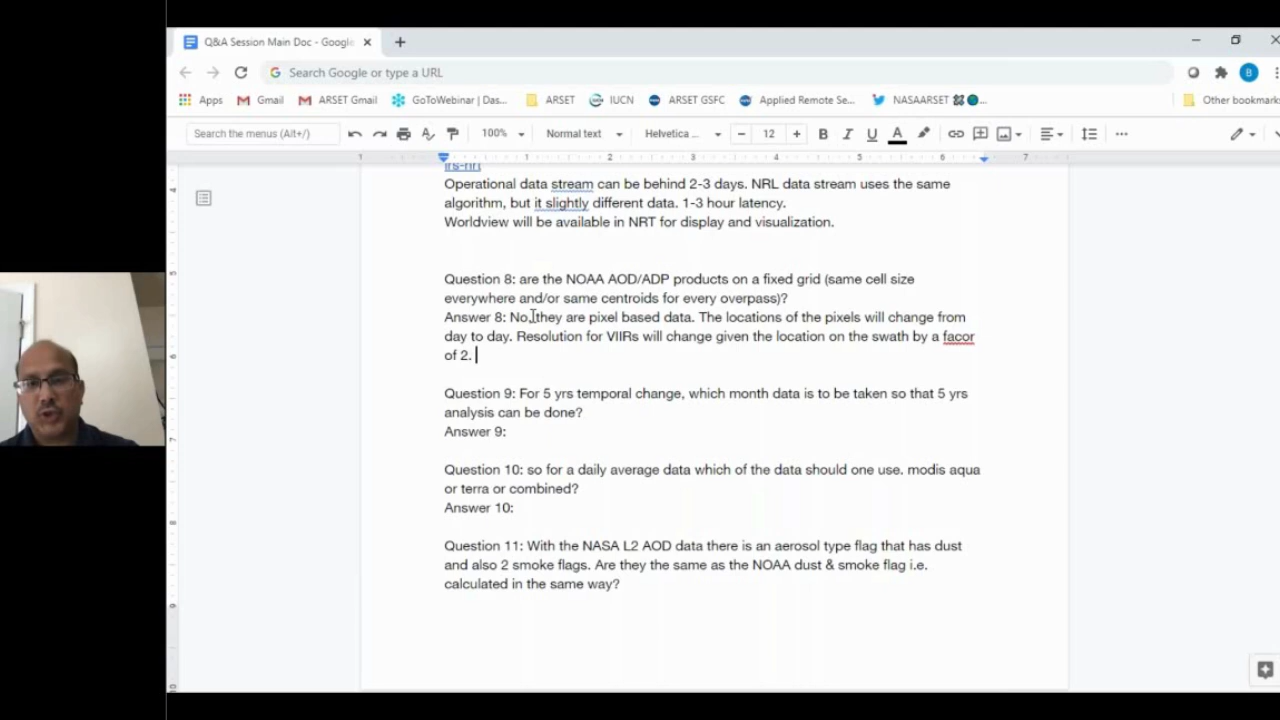 Q&A Session Main Doc - Google
Search Google or type a URL
Apps Gmail ARSET Gmail GoToWebinar | Das... ARSET IUCN ARSET GSFC Applied Remote Se... NASAARSET Other bookmarks
Search the menus (Alt+/) 100% Normal text Helvetica ... 12 B I U A
1 1 2 3 4 5 6 7
Operational data stream can be behind 2-3 days. NRL data stream uses the same
algorithm, but it slightly different data. 1-3 hour latency.
Worldview will be available in NRT for display and visualization.
Question 8: are the NOAA AOD/ADP products on a fixed grid (same cell size
everywhere and/or same centroids for every overpass)?
Answer 8: No, they are pixel based data. The locations of the pixels will change from
day to day. Resolution for VIIRs will change given the location on the swath by a facor
of 2.
Question 9: For 5 yrs temporal change, which month data is to be taken so that 5 yrs
analysis can be done?
Answer 9:
Question 10: so for a daily average data which of the data should one use. modis aqua
or terra or combined?
Answer 10:
Question 11: With the NASA L2 AOD data there is an aerosol type flag that has dust
and also 2 smoke flags. Are they the same as the NOAA dust & smoke flag i.e.
calculated in the same way?